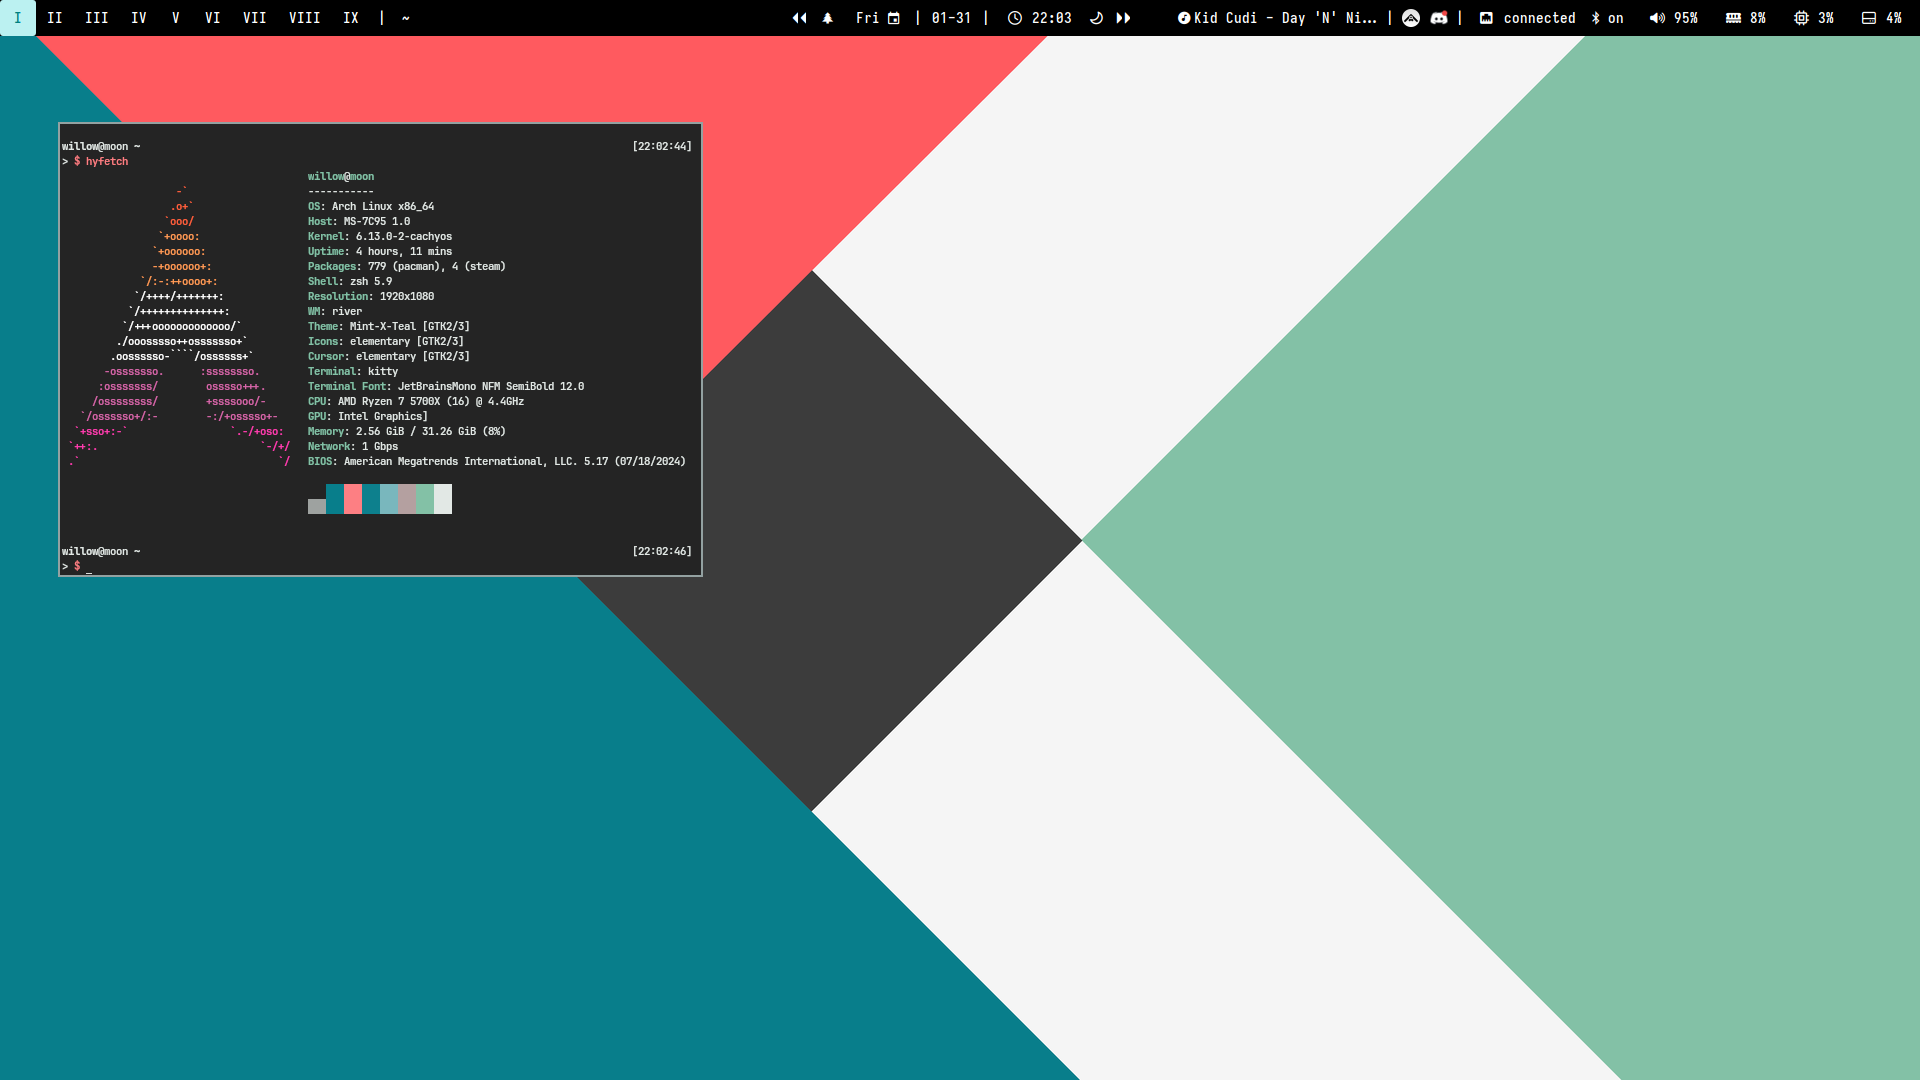 I II III IV V VI VII VIII IX | ~ Fri | 01-31 | 22:03 Kid Cudi - Day 'N' Ni... | | connected on 95% 8% 3% 4%
willow@moon ~ [22:02:44]
> $ hyfetch
willow@moon
-----------
OS: Arch Linux x86_64
Host: MS-7C95 1.0
Kernel: 6.13.0-2-cachyos
Uptime: 4 hours, 11 mins
Packages: 779 (pacman), 4 (steam)
Shell: zsh 5.9
Resolution: 1920x1080
WM: river
Theme: Mint-X-Teal [GTK2/3]
Icons: elementary [GTK2/3]
Cursor: elementary [GTK2/3]
Terminal: kitty
Terminal Font: JetBrainsMono NFM SemiBold 12.0
CPU: AMD Ryzen 7 5700X (16) @ 4.4GHz
GPU: Intel Graphics]
Memory: 2.56 GiB / 31.26 GiB (8%)
Network: 1 Gbps
BIOS: American Megatrends International, LLC. 5.17 (07/18/2024)
willow@moon ~ [22:02:46]
> $ _